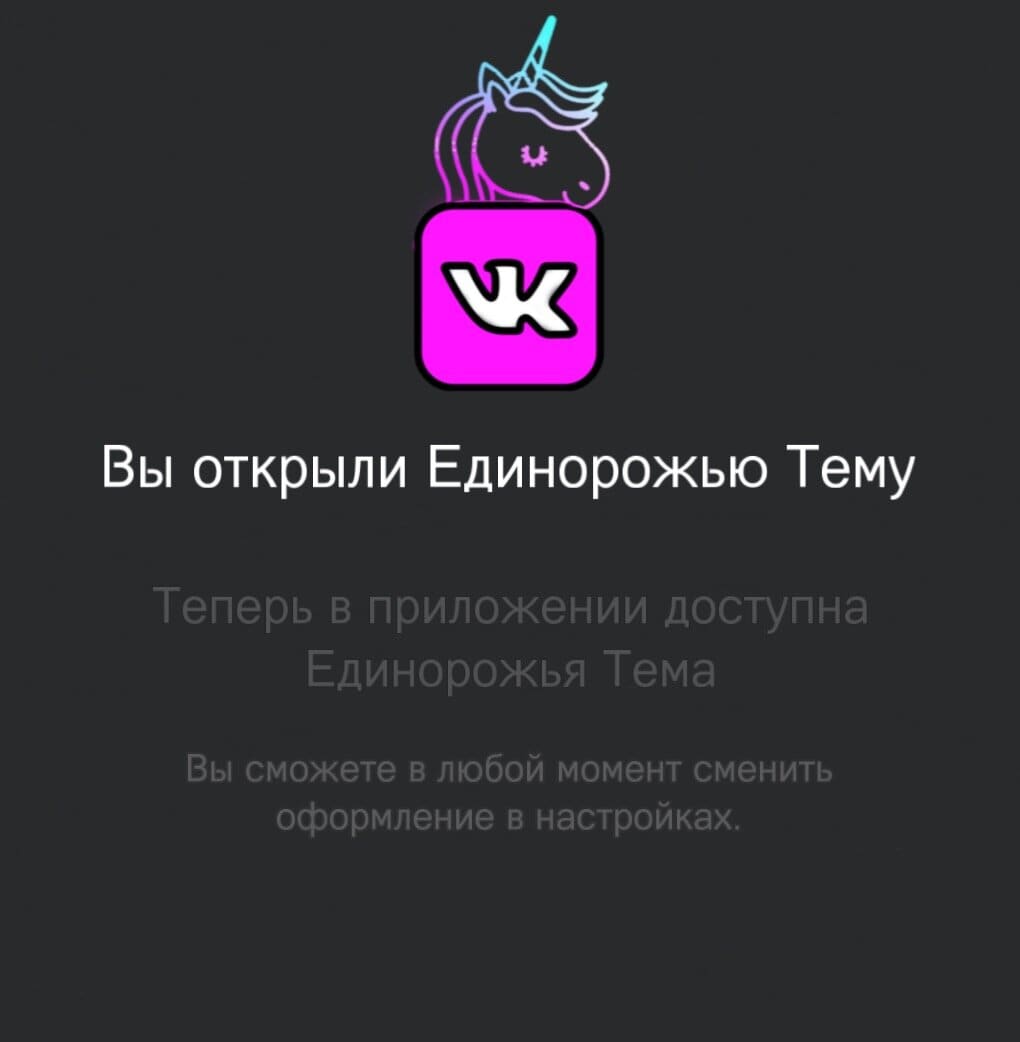 VK
Вы открыли Единорожью Тему
Теперь в приложении доступна
Единорожья Тема
Вы сможете в любой момент сменить
оформление в настройках.